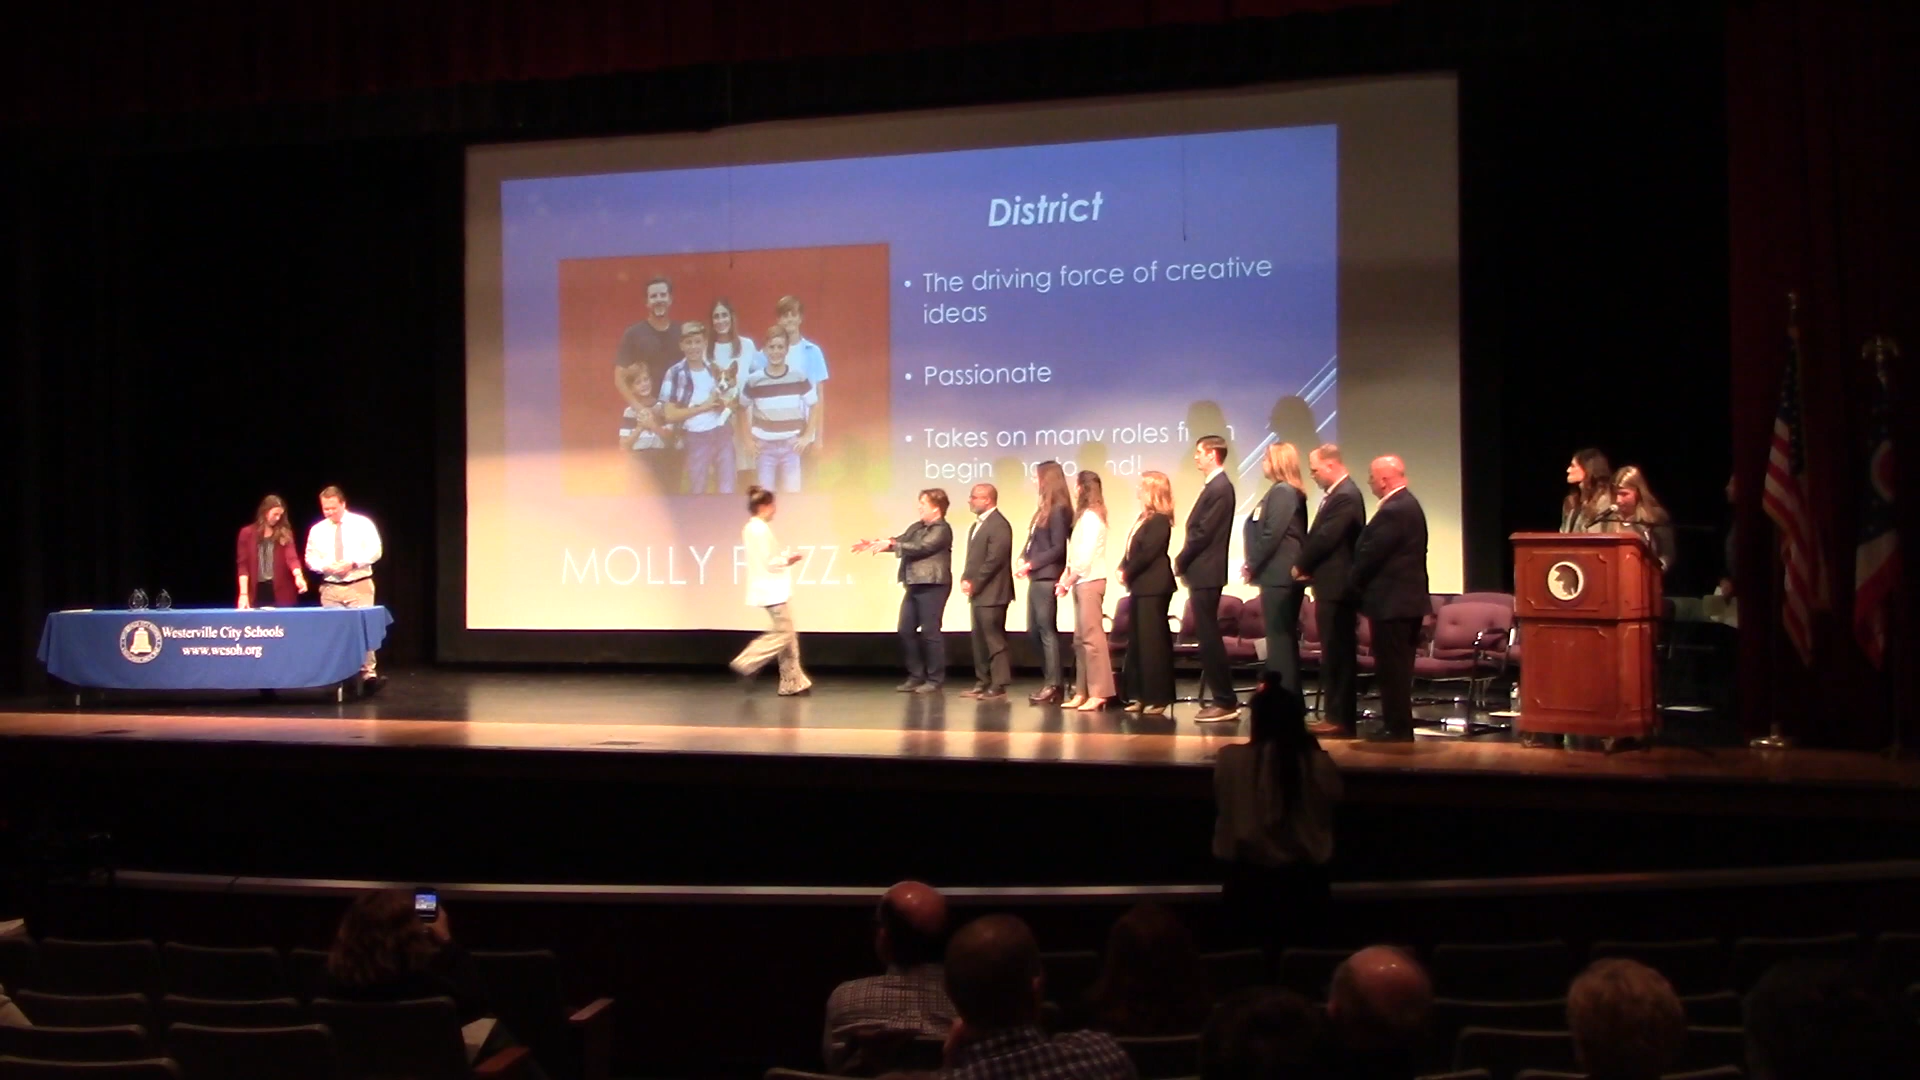 District
• The driving force of creative
ideas
• Passionate
• Takes on many roles
MOLLY
Westerville City Schools
www.wcsoh.org